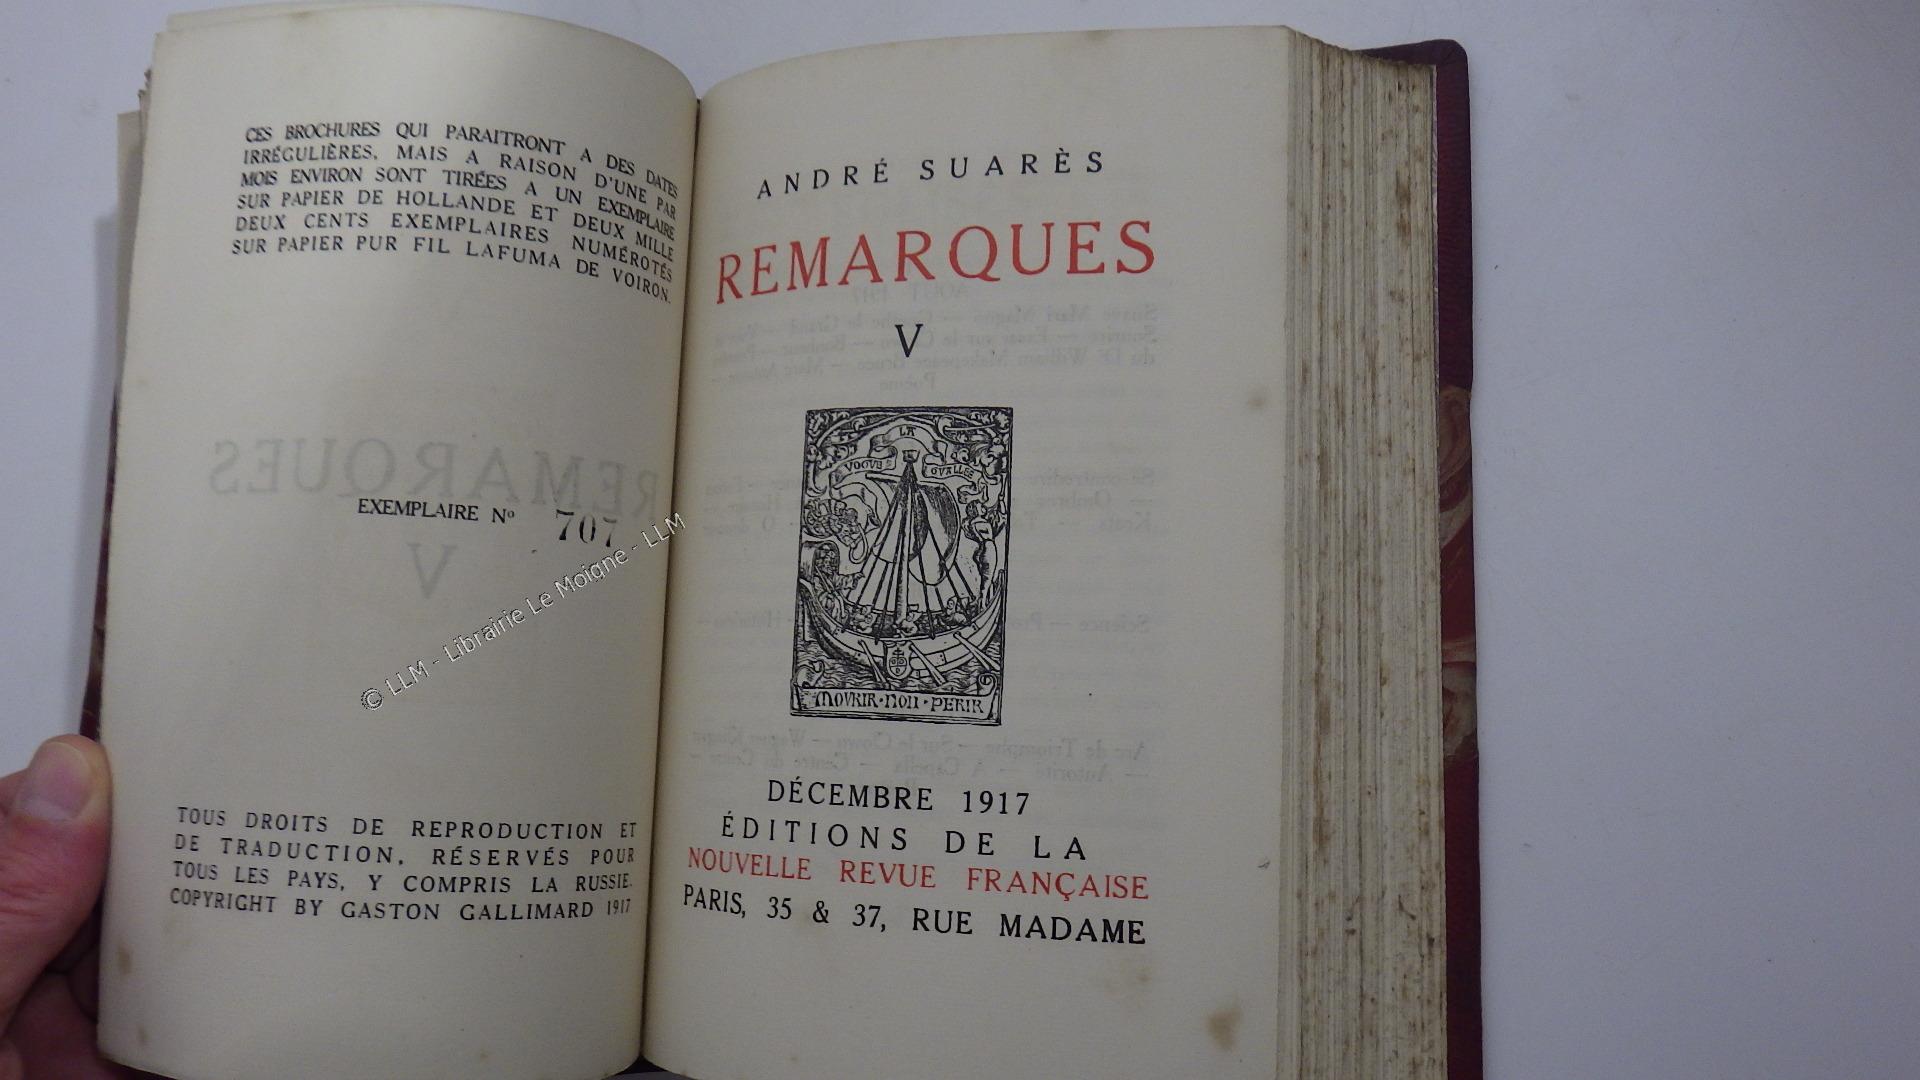 CES BROCHURES QUI PARAITRONT A DES DATES
IRRÉGULIÈRES, MAIS A RAISON D'UNE PAR
MOIS ENVIRON SONT TIRÉES A UN EXEMPLAIRE
SUR PAPIER DE HOLLANDE ET DEUX MILLE
DEUX CENTS EXEMPLAIRES NUMÉROTÉS
SUR PAPIER PUR FIL LAFUMA DE VOIRON.
REMARQUES
V
EXEMPLAIRE Nº 707
© LLM - Librairie Le Moigne - LLM
TOUS DROITS DE REPRODUCTION ET
DE TRADUCTION, RÉSERVÉS POUR
TOUS LES PAYS, Y COMPRIS LA RUSSIE.
COPYRIGHT BY GASTON GALLIMARD 1917
ANDRÉ SUARÈS
REMARQUES
V
LA
VOGVE
MOVRIR·NON·PERIR
DÉCEMBRE 1917
ÉDITIONS DE LA
NOUVELLE REVUE FRANÇAISE
PARIS, 35 & 37, RUE MADAME